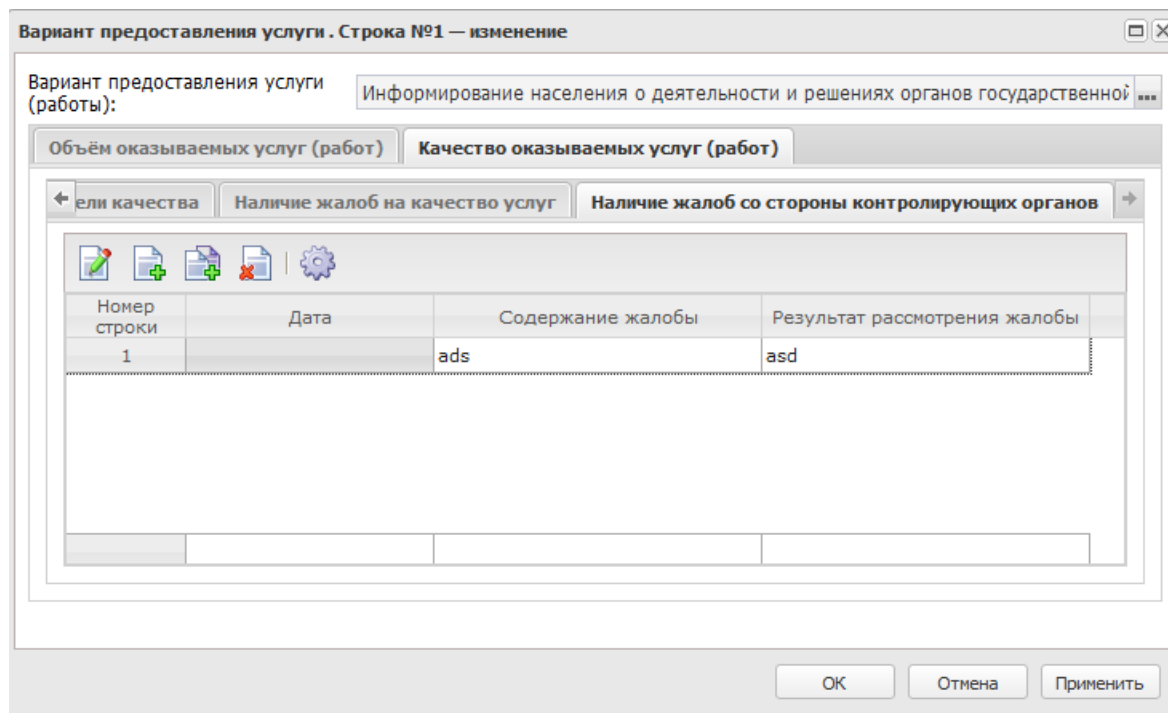 Вариант предоставления услуги . Строка №1 — изменение
Вариант предоставления услуги
(работы):
Информирование населения о деятельности и решениях органов государственной
...
Объём оказываемых услуг (работ) Качество оказываемых услуг (работ)
ели качества Наличие жалоб на качество услуг Наличие жалоб со стороны контролирующих органов
Номер
строки
Дата Содержание жалобы Результат рассмотрения жалобы
1 ads asd
ОК Отмена Применить